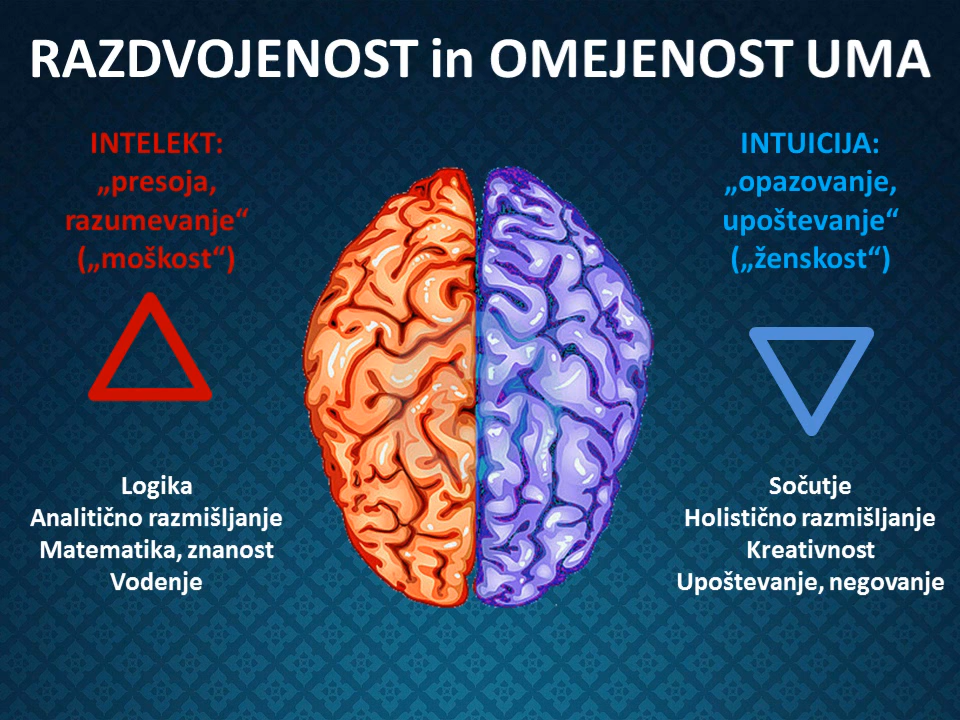 RAZDVOJENOST in OMEJENOST UMA
INTELEKT:
„presoja,
razumevanje“
(„moškost“)
INTUICIJA:
„opazovanje,
upoštevanje“
(„ženskost“)
Logika
Analitično razmišljanje
Matematika, znanost
Vodenje
Sočutje
Holistično razmišljanje
Kreativnost
Upoštevanje, negovanje